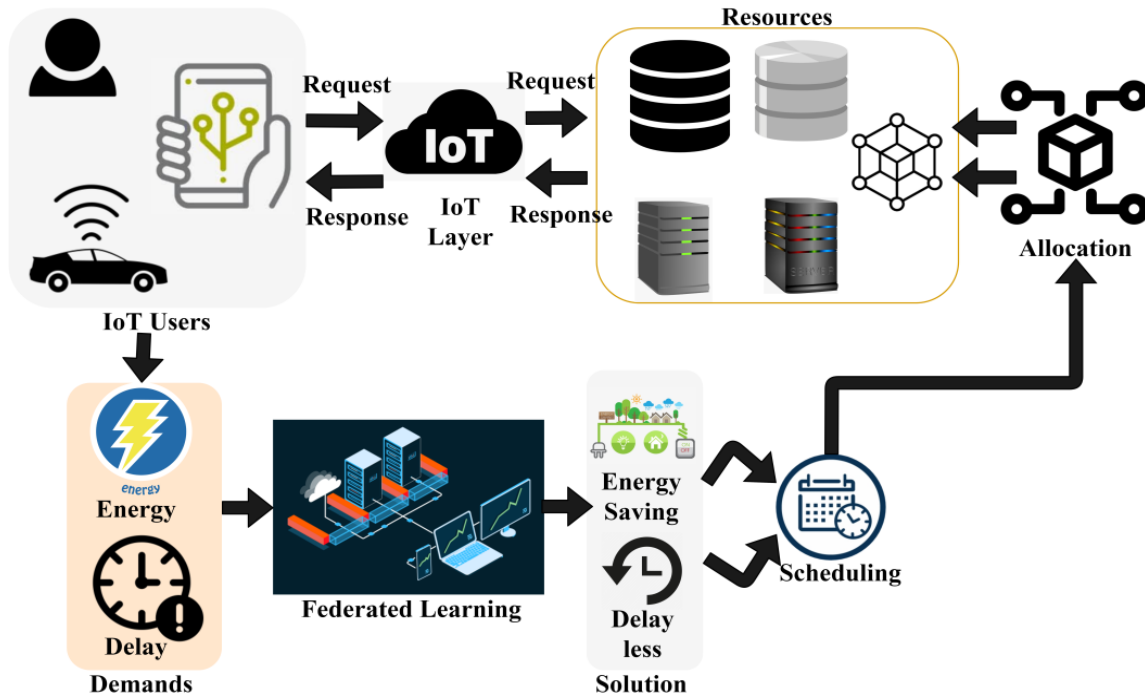 Resources
Request
Request
IoT
Response
Response
IoT
Layer
Allocation
IoT Users
energy
Energy
Delay
Demands
Federated Learning
Energy
Saving
Delay
less
Solution
Scheduling